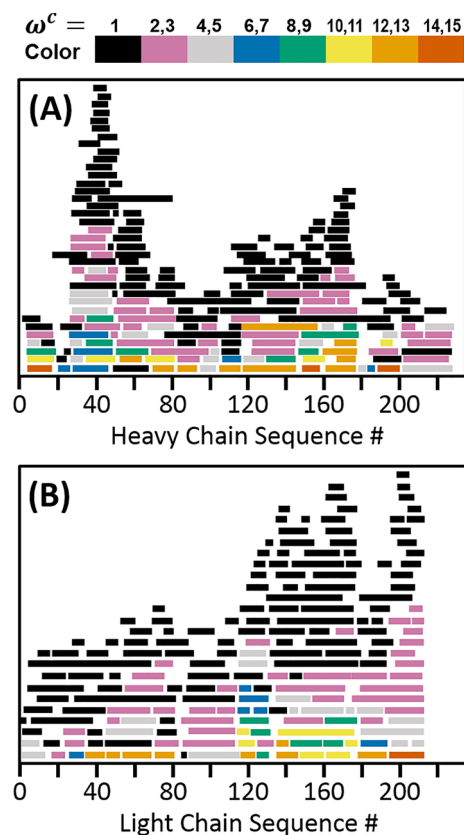 ω^c = 1 2,3 4,5 6,7 8,9 10,11 12,13 14,15
Color
(A)
0 40 80 120 160 200
Heavy Chain Sequence #
(B)
0 40 80 120 160 200
Light Chain Sequence #